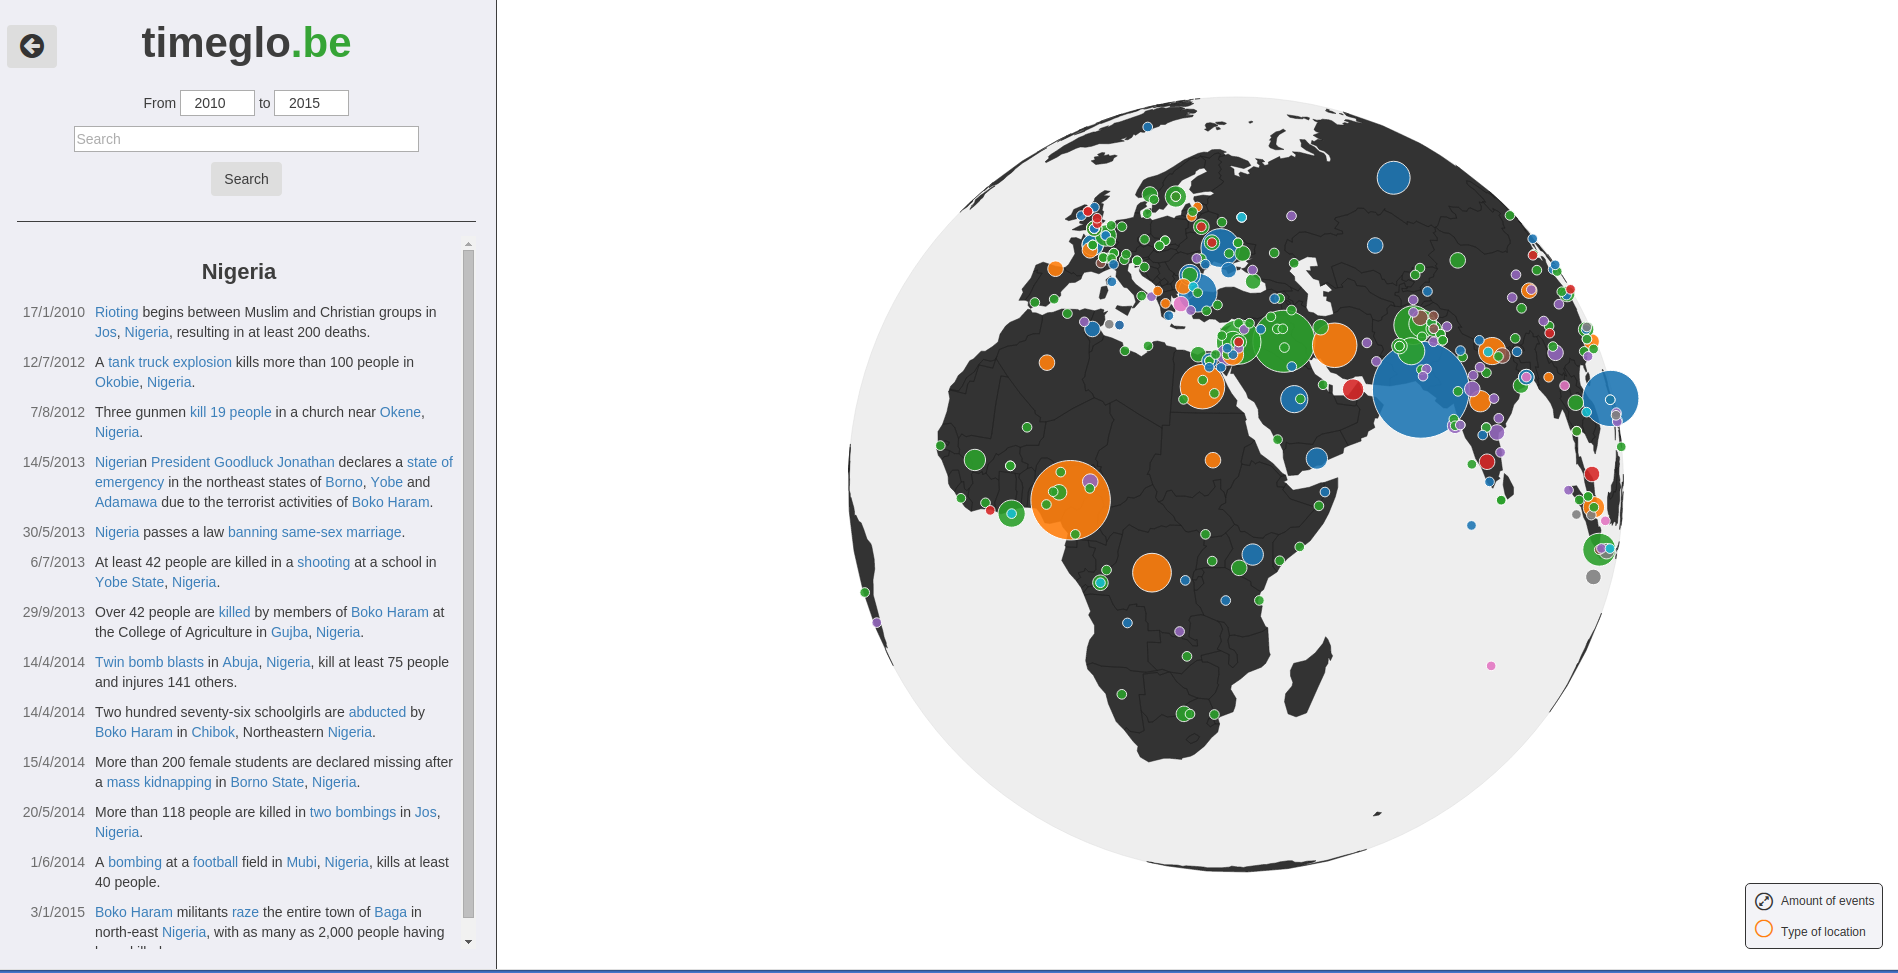 timeglo.be
From 2010 to 2015
Search
Search
Nigeria
17/1/2010 Rioting begins between Muslim and Christian groups in
Jos, Nigeria, resulting in at least 200 deaths.
12/7/2012 A tank truck explosion kills more than 100 people in
Okobie, Nigeria.
7/8/2012 Three gunmen kill 19 people in a church near Okene,
Nigeria.
14/5/2013 Nigerian President Goodluck Jonathan declares a state of
emergency in the northeast states of Borno, Yobe and
Adamawa due to the terrorist activities of Boko Haram.
30/5/2013 Nigeria passes a law banning same-sex marriage.
6/7/2013 At least 42 people are killed in a shooting at a school in
Yobe State, Nigeria.
29/9/2013 Over 42 people are killed by members of Boko Haram at
the College of Agriculture in Gujba, Nigeria.
14/4/2014 Twin bomb blasts in Abuja, Nigeria, kill at least 75 people
and injures 141 others.
14/4/2014 Two hundred seventy-six schoolgirls are abducted by
Boko Haram in Chibok, Northeastern Nigeria.
15/4/2014 More than 200 female students are declared missing after
a mass kidnapping in Borno State, Nigeria.
20/5/2014 More than 118 people are killed in two bombings in Jos,
Nigeria.
1/6/2014 A bombing at a football field in Mubi, Nigeria, kills at least
40 people.
3/1/2015 Boko Haram militants raze the entire town of Baga in
north-east Nigeria, with as many as 2,000 people having
Amount of events
Type of location